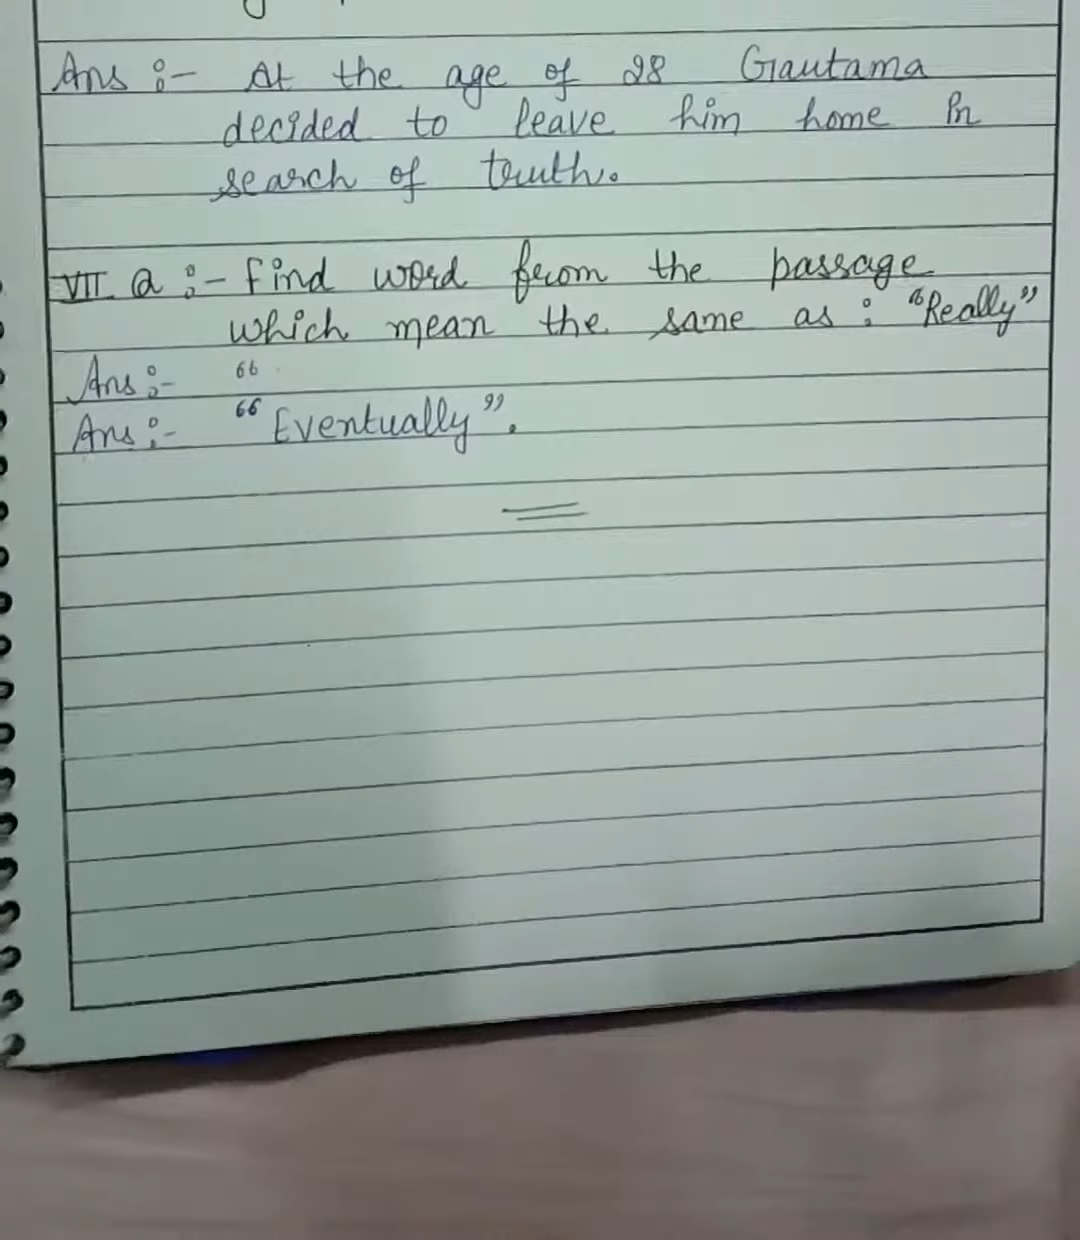 Ans :- At the age of 28 Gautama
decided to leave him home in
search of truth.
VII Q :- find word from the passage
which mean the same as : "Really"
Ans :- "
Ans :- "Eventually".